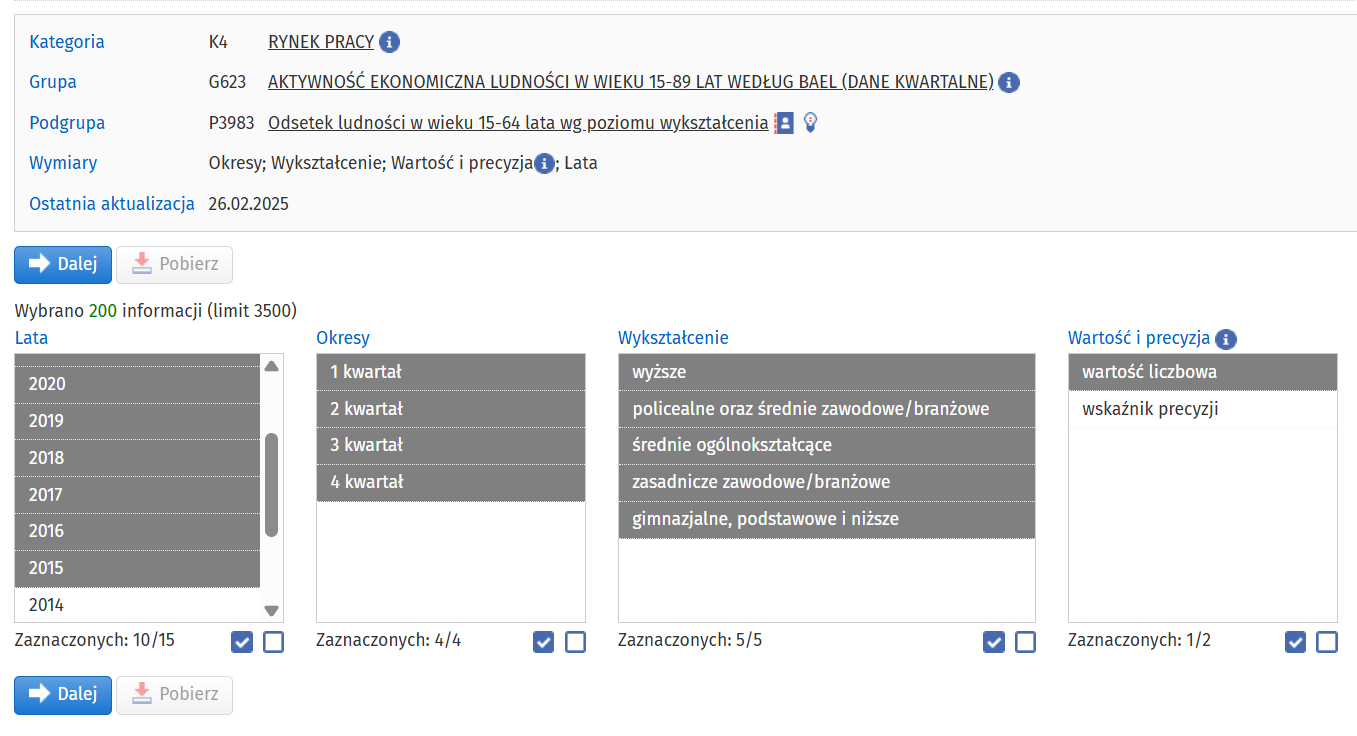 Kategoria K4 RYNEK PRACY
Grupa G623 AKTYWNOŚĆ EKONOMICZNA LUDNOŚCI W WIEKU 15-89 LAT WEDŁUG BAEL (DANE KWARTALNE)
Podgrupa P3983 Odsetek ludności w wieku 15-64 lata wg poziomu wykształcenia
Wymiary Okresy; Wykształcenie; Wartość i precyzja; Lata
Ostatnia aktualizacja 26.02.2025
Dalej Pobierz
Wybrano 200 informacji (limit 3500)
Lata
2020
2019
2018
2017
2016
2015
2014
Zaznaczonych: 10/15
Okresy
1 kwartał
2 kwartał
3 kwartał
4 kwartał
Zaznaczonych: 4/4
Wykształcenie
wyższe
policealne oraz średnie zawodowe/branżowe
średnie ogólnokształcące
zasadnicze zawodowe/branżowe
gimnazjalne, podstawowe i niższe
Zaznaczonych: 5/5
Wartość i precyzja
wartość liczbowa
wskaźnik precyzji
Zaznaczonych: 1/2
Dalej Pobierz